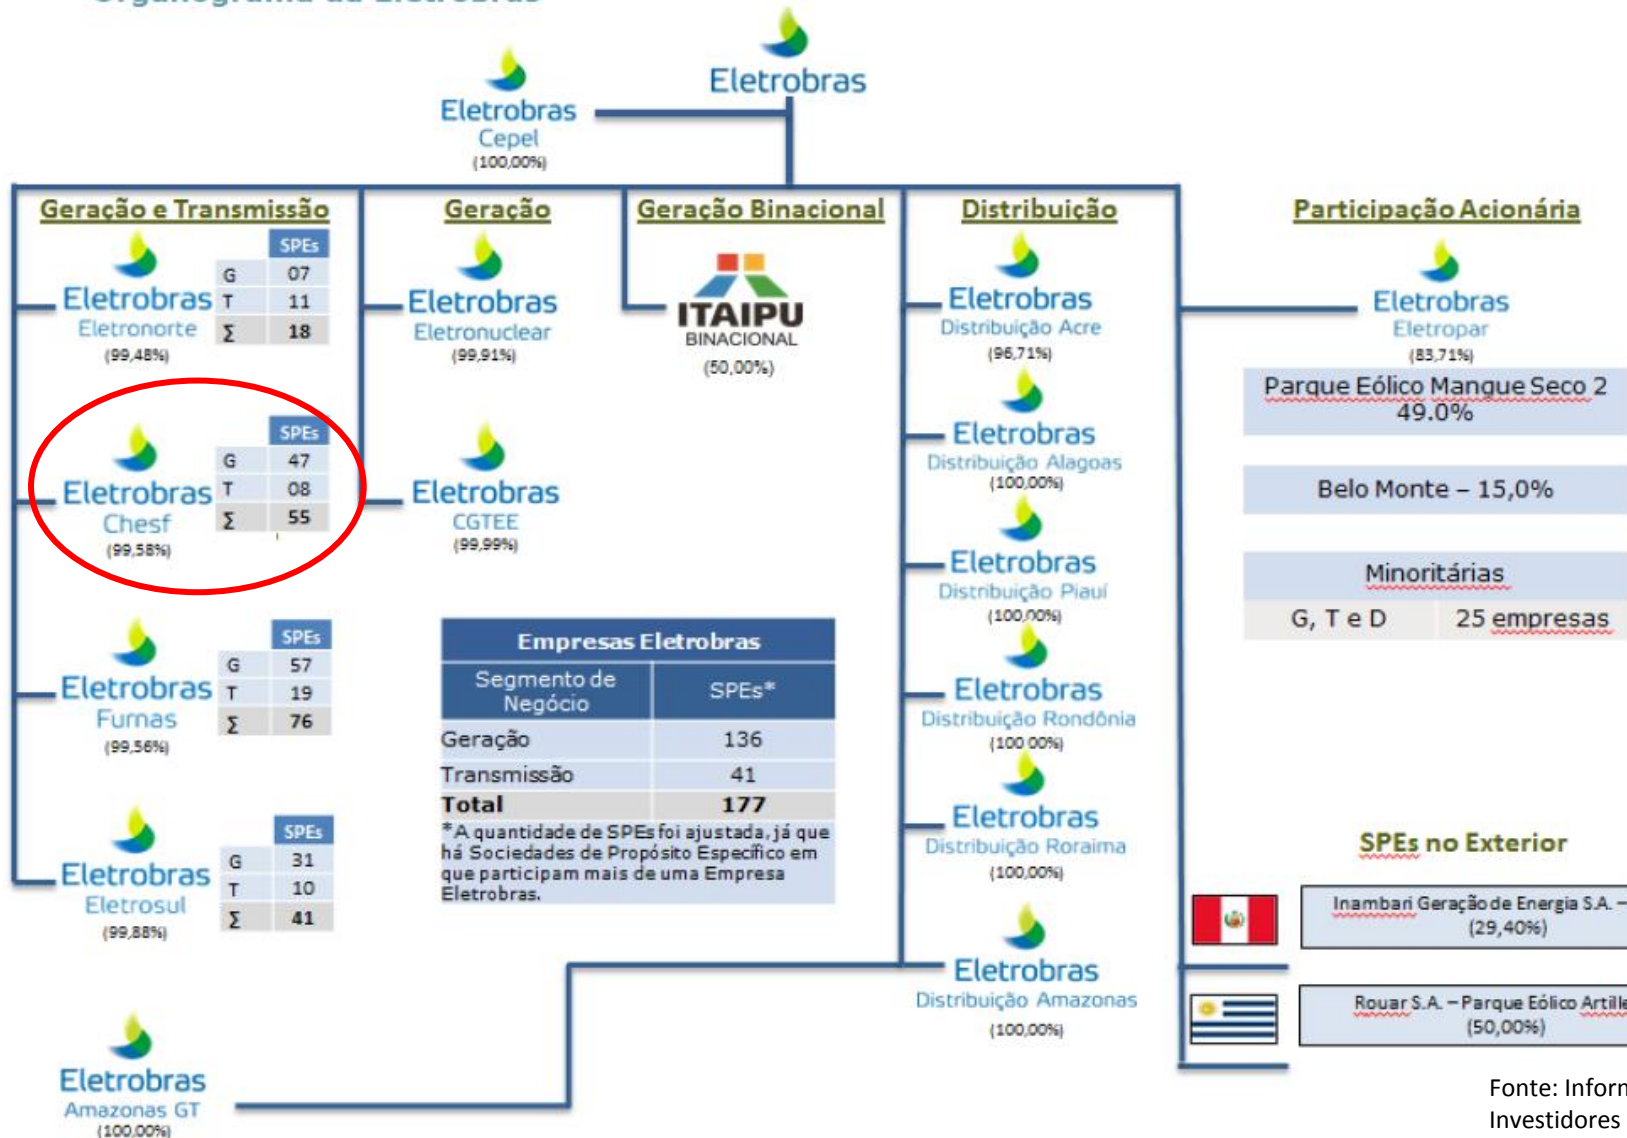 Organograma da Eletrobras
Eletrobras
Eletrobras
Cepel
(100,00%)
Geração e Transmissão
SPEs
G 07
T 11
Σ 18
Eletrobras
Eletronorte
(99,48%)
SPEs
G 47
T 08
Σ 55
Eletrobras
Chesf
(99,58%)
SPEs
G 57
T 19
Σ 76
Eletrobras
Furnas
(99,56%)
SPEs
G 31
T 10
Σ 41
Eletrobras
Eletrosul
(99,88%)
Eletrobras
Amazonas GT
(100,00%)
Geração
Eletrobras
Eletronuclear
(99,91%)
Eletrobras
CGTEE
(99,99%)
Geração Binacional
ITAIPU
BINACIONAL
(50,00%)
Empresas Eletrobras
Segmento de
Negócio
SPEs*
Geração 136
Transmissão 41
Total 177
*A quantidade de SPEs foi ajustada, já que
há Sociedades de Propósito Específico em
que participam mais de uma Empresa
Eletrobras.
Distribuição
Eletrobras
Distribuição Acre
(96,71%)
Eletrobras
Distribuição Alagoas
(100,00%)
Eletrobras
Distribuição Piauí
(100,00%)
Eletrobras
Distribuição Rondônia
(100 00%)
Eletrobras
Distribuição Roraima
(100,00%)
Eletrobras
Distribuição Amazonas
(100,00%)
Participação Acionária
Eletrobras
Eletropar
(83,71%)
Parque Eólico Mangue Seco 2
49.0%
Belo Monte – 15,0%
Minoritárias
G, T e D 25 empresas
SPEs no Exterior
Inambari Geração de Energia S.A. –
(29,40%)
Rouar S.A. – Parque Eólico Artille
(50,00%)
Fonte: Inforn
Investidores